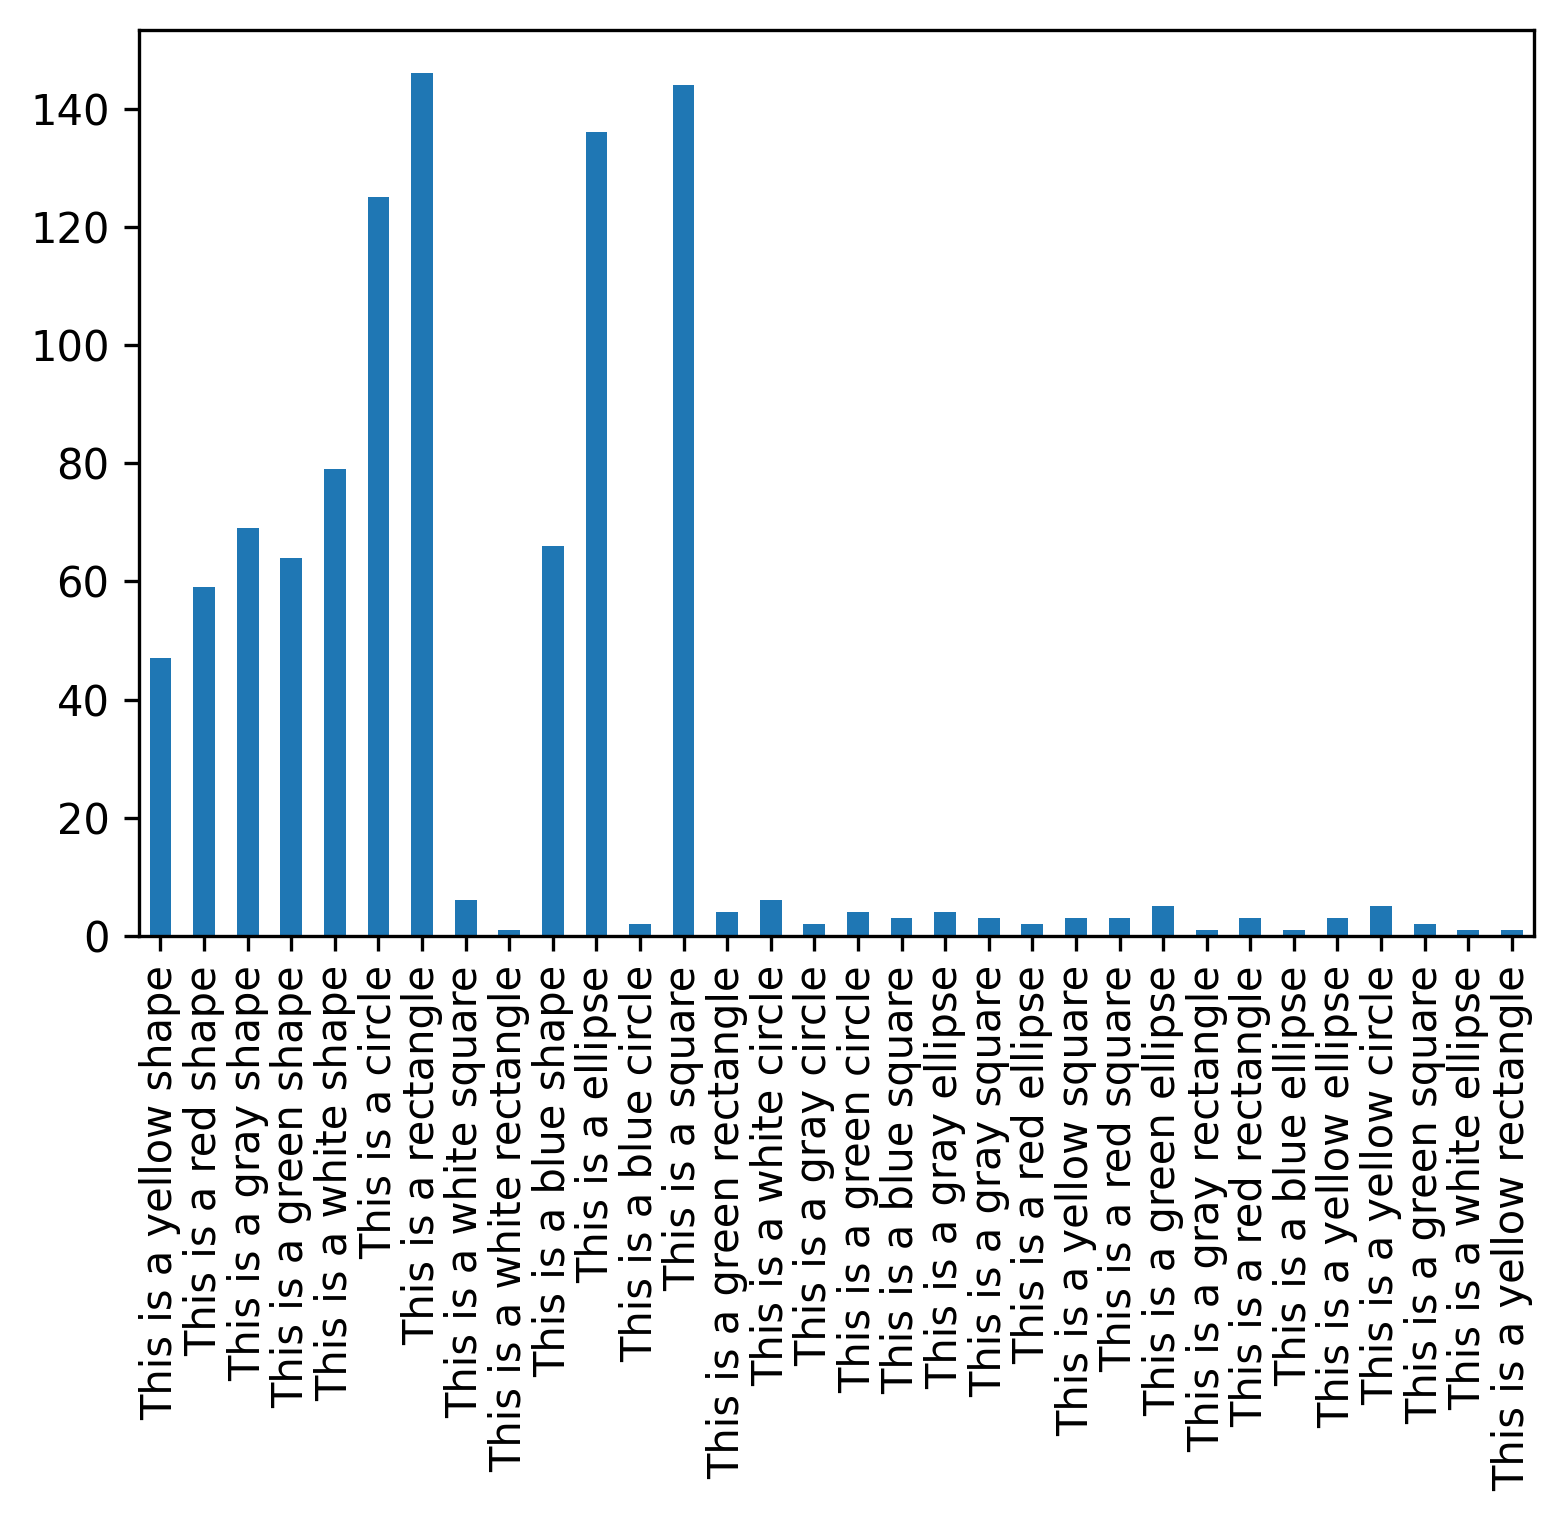 140
120
100
80
60
40
20
0
This is a yellow shape
This is a red shape
This is a gray shape
This is a green shape
This is a white shape
This is a circle
This is a rectangle
This is a white square
This is a white rectangle
This is a blue shape
This is a ellipse
This is a blue circle
This is a square
This is a green rectangle
This is a white circle
This is a gray circle
This is a green circle
This is a blue square
This is a gray ellipse
This is a gray square
This is a red ellipse
This is a yellow square
This is a red square
This is a green ellipse
This is a gray rectangle
This is a red rectangle
This is a blue ellipse
This is a yellow ellipse
This is a yellow circle
This is a green square
This is a white ellipse
This is a yellow rectangle